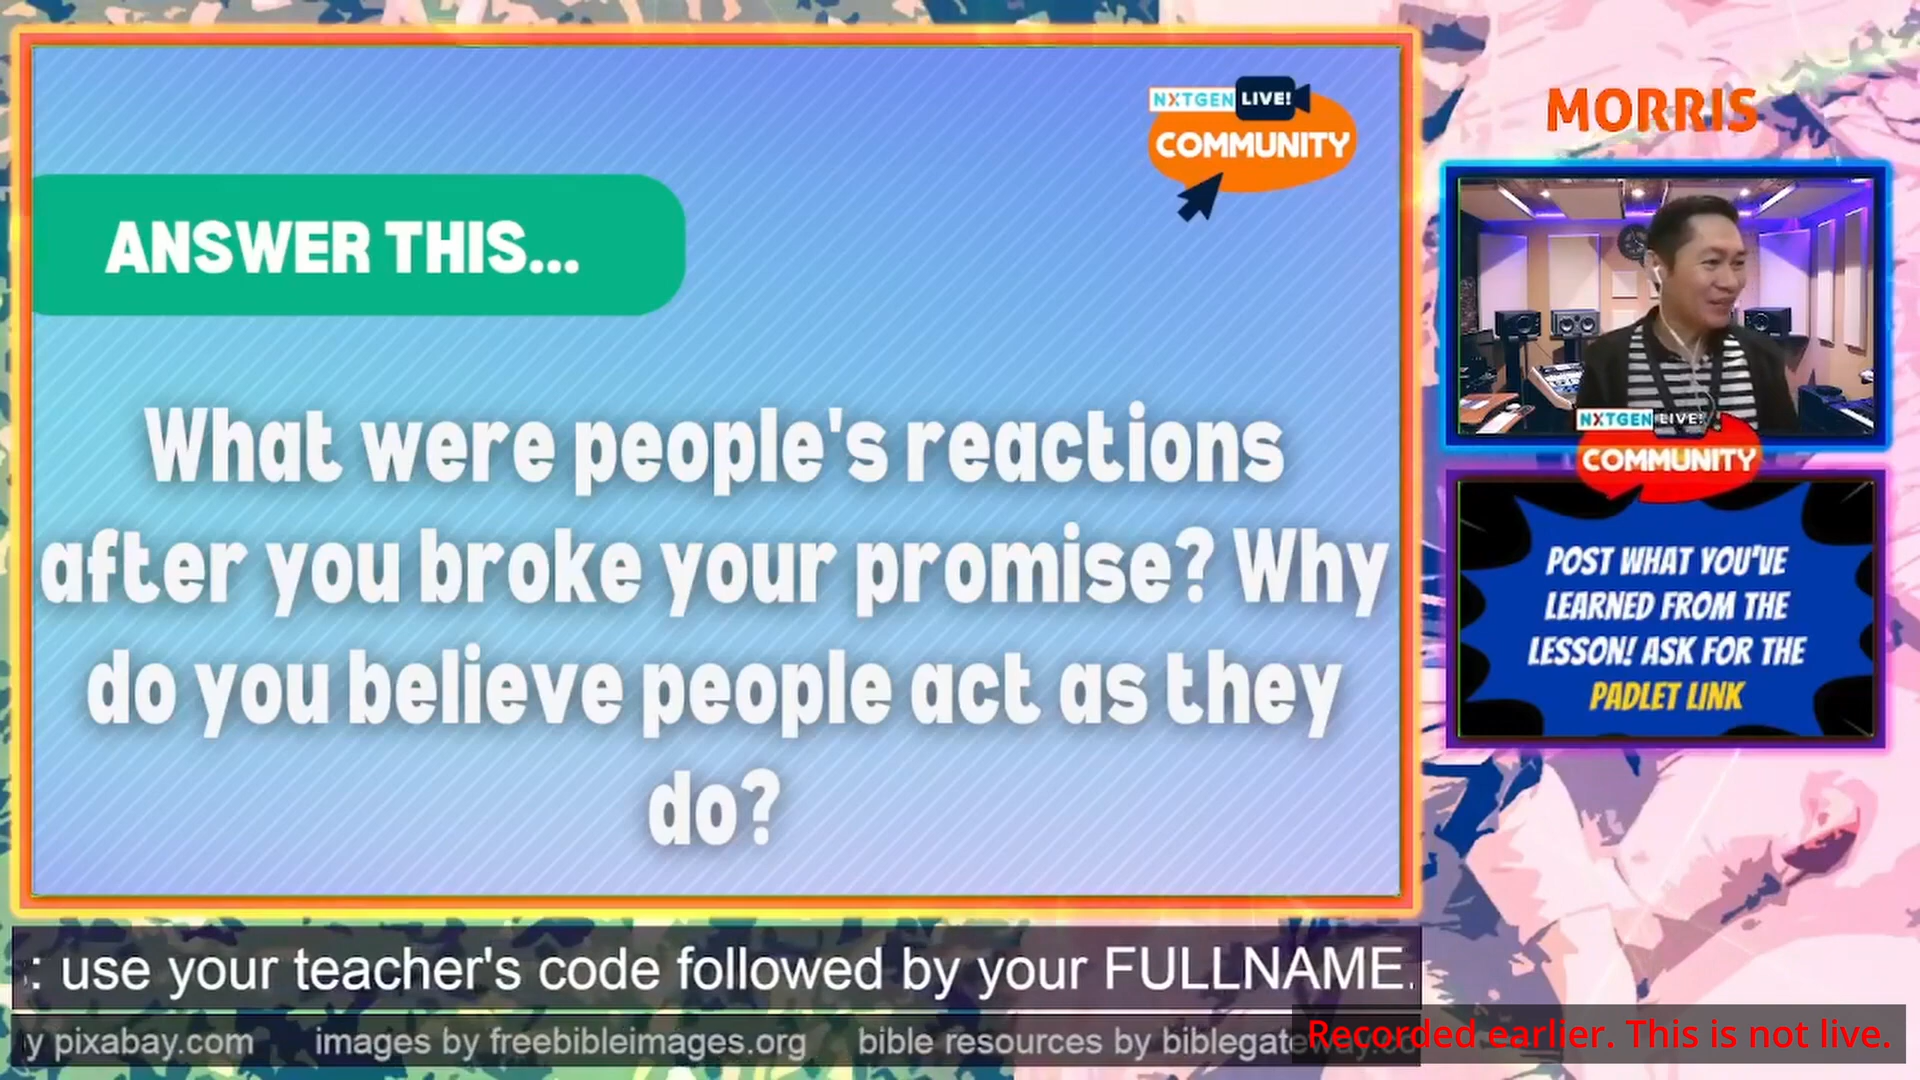 NXTGEN LIVE!
COMMUNITY
ANSWER THIS...
What were people's reactions
after you broke your promise? Why
do you believe people act as they
do?
MORRIS
NXTGEN LIVE!
COMMUNITY
POST WHAT YOU'VE
LEARNED FROM THE
LESSON! ASK FOR THE
PADLET LINK
: use your teacher's code followed by your FULLNAME.
y pixabay.com images by freebibleimages.org bible resources by biblegateway.co
Recorded earlier. This is not live.